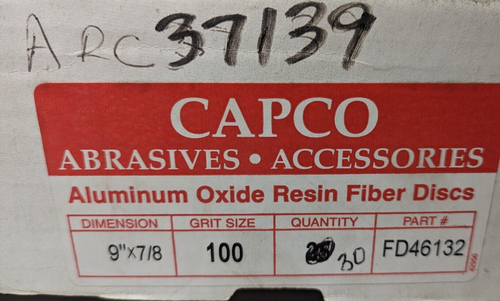 ARC 37139
CAPCO
ABRASIVES • ACCESSORIES
Aluminum Oxide Resin Fiber Discs
DIMENSION GRIT SIZE QUANTITY PART #
9"x7/8 100 30 FD46132